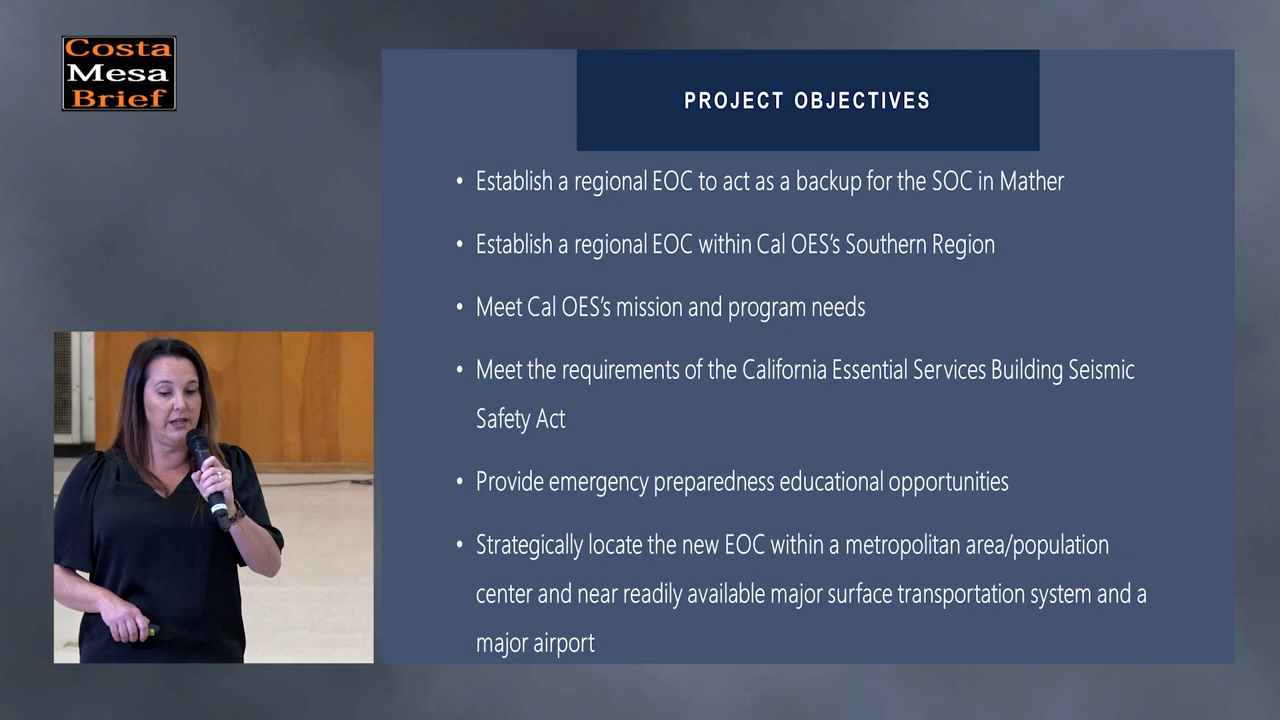 Costa
Mesa
Brief
PROJECT OBJECTIVES
• Establish a regional EOC to act as a backup for the SOC in Mather
• Establish a regional EOC within Cal OES's Southern Region
• Meet Cal OES's mission and program needs
• Meet the requirements of the California Essential Services Building Seismic
Safety Act
• Provide emergency preparedness educational opportunities
• Strategically locate the new EOC within a metropolitan area/population
center and near readily available major surface transportation system and a
major airport